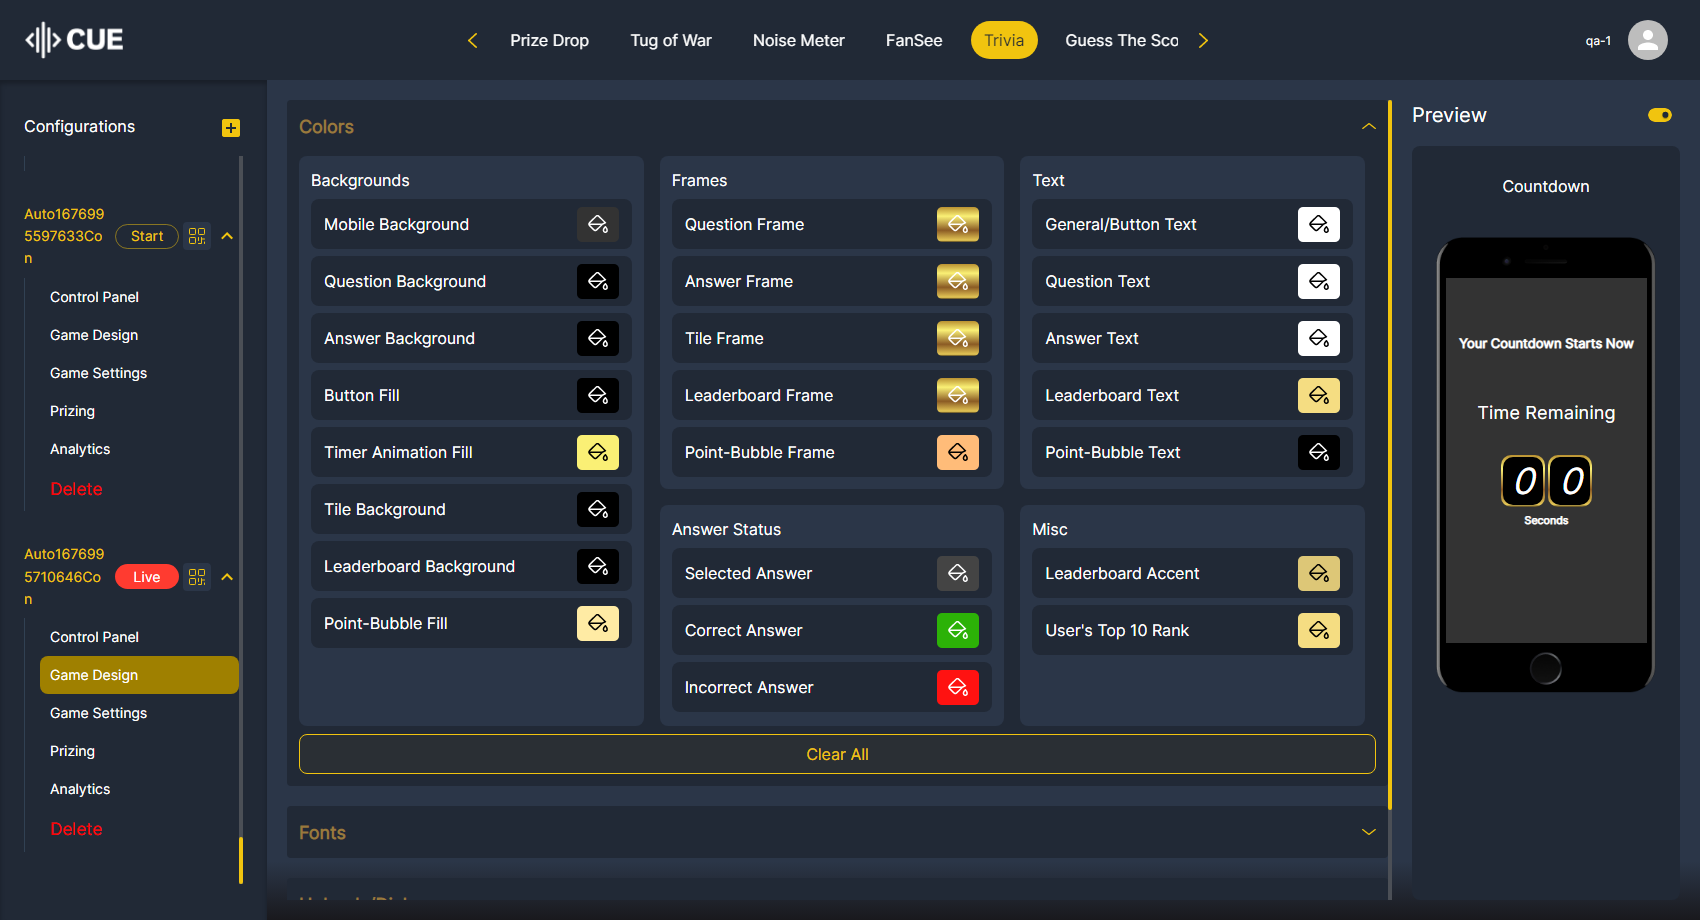 CUE
Prize Drop
Tug of War
Noise Meter
FanSee
Trivia
Guess The Sco
qa-1
Configurations
Auto167699
5597633Co
n
Start
Control Panel
Game Design
Game Settings
Prizing
Analytics
Delete
Auto167699
5710646Co
n
Live
Control Panel
Game Design
Game Settings
Prizing
Analytics
Delete
Colors
Backgrounds
Mobile Background
Question Background
Answer Background
Button Fill
Timer Animation Fill
Tile Background
Leaderboard Background
Point-Bubble Fill
Frames
Question Frame
Answer Frame
Tile Frame
Leaderboard Frame
Point-Bubble Frame
Text
General/Button Text
Question Text
Answer Text
Leaderboard Text
Point-Bubble Text
Answer Status
Selected Answer
Correct Answer
Incorrect Answer
Misc
Leaderboard Accent
User's Top 10 Rank
Clear All
Fonts
Preview
Countdown
Your Countdown Starts Now
Time Remaining
0 0
Seconds